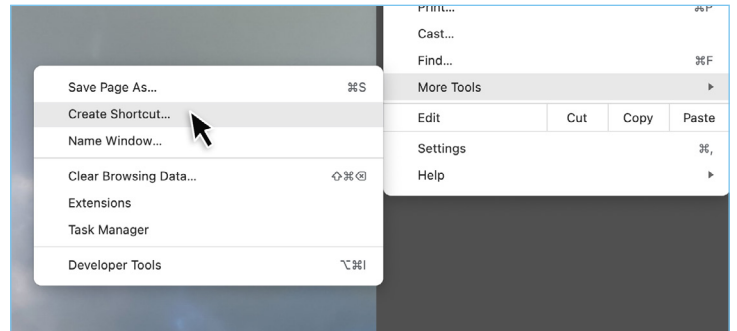 Print... ⌘P
Cast...
Find... ⌘F
More Tools
Edit Cut Copy Paste
Settings ⌘,
Help
Save Page As... ⌘S
Create Shortcut...
Name Window...
Clear Browsing Data... ⇧⌘⌫
Extensions
Task Manager
Developer Tools ⌥⌘I